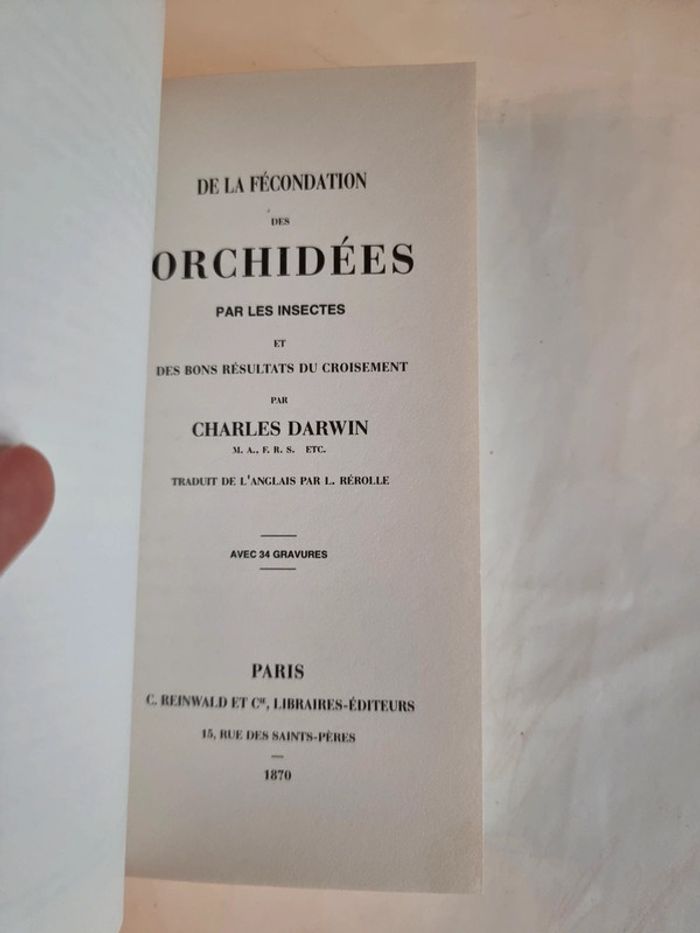 DE LA FÉCONDATION
DES
ORCHIDÉES
PAR LES INSECTES
ET
DES BONS RÉSULTATS DU CROISEMENT
PAR
CHARLES DARWIN
M. A., F. R. S. ETC.
TRADUIT DE L'ANGLAIS PAR L. RÉROLLE
AVEC 34 GRAVURES
PARIS
C. REINWALD ET Cie, LIBRAIRES-ÉDITEURS
15, RUE DES SAINTS-PÈRES
1870